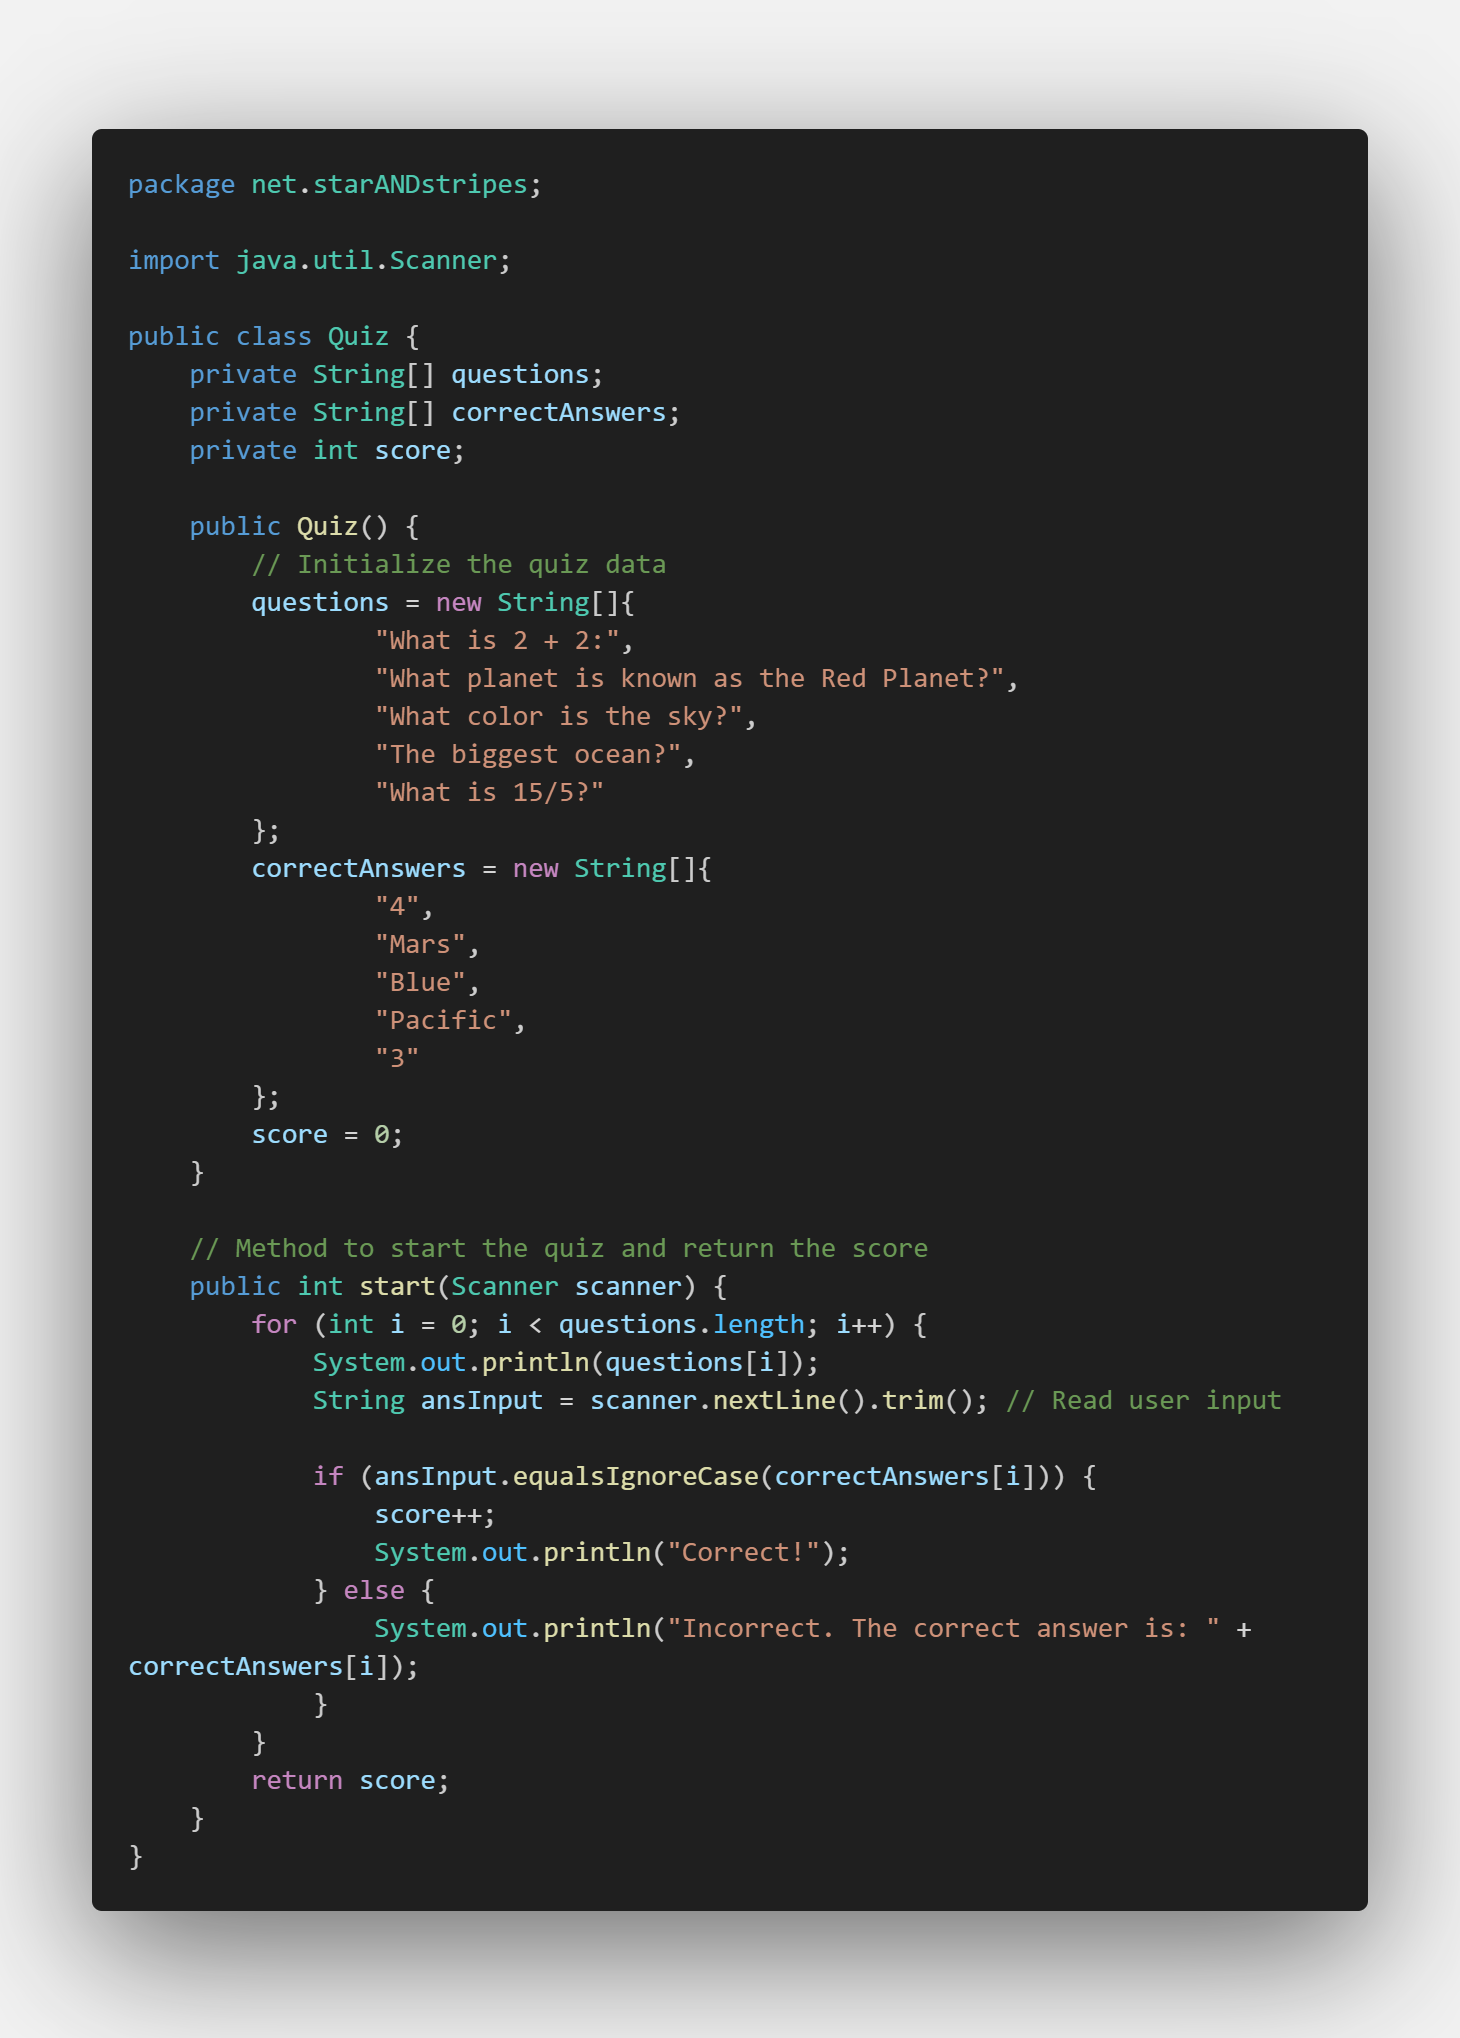 package net.starANDstripes;

import java.util.Scanner;

public class Quiz {
    private String[] questions;
    private String[] correctAnswers;
    private int score;

    public Quiz() {
        // Initialize the quiz data
        questions = new String[]{
                "What is 2 + 2:",
                "What planet is known as the Red Planet?",
                "What color is the sky?",
                "The biggest ocean?",
                "What is 15/5?"
        };
        correctAnswers = new String[]{
                "4",
                "Mars",
                "Blue",
                "Pacific",
                "3"
        };
        score = 0;
    }

    // Method to start the quiz and return the score
    public int start(Scanner scanner) {
        for (int i = 0; i < questions.length; i++) {
            System.out.println(questions[i]);
            String ansInput = scanner.nextLine().trim(); // Read user input

            if (ansInput.equalsIgnoreCase(correctAnswers[i])) {
                score++;
                System.out.println("Correct!");
            } else {
                System.out.println("Incorrect. The correct answer is: " +
correctAnswers[i]);
            }
        }
        return score;
    }
}